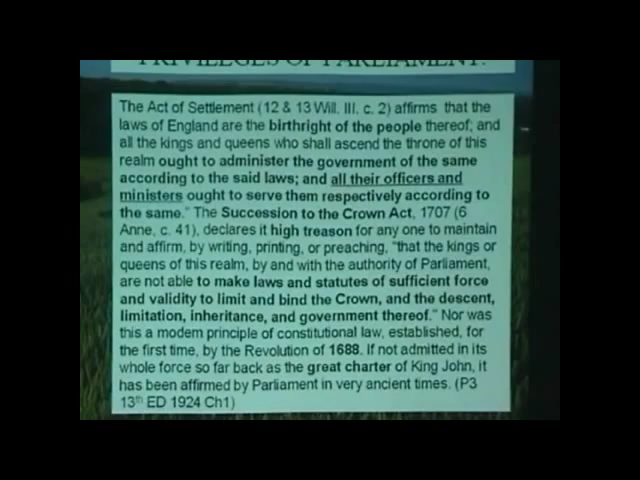 PRIVILEGES OF PARLIAMENT.
The Act of Settlement (12 & 13 Will. III. c. 2) affirms that the
laws of England are the birthright of the people thereof; and
all the kings and queens who shall ascend the throne of this
realm ought to administer the government of the same
according to the said laws; and all their officers and
ministers ought to serve them respectively according to
the same." The Succession to the Crown Act, 1707 (6
Anne, c. 41), declares it high treason for any one to maintain
and affirm, by writing, printing, or preaching, "that the kings or
queens of this realm, by and with the authority of Parliament,
are not able to make laws and statutes of sufficient force
and validity to limit and bind the Crown, and the descent,
limitation, inheritance, and government thereof." Nor was
this a modern principle of constitutional law, established, for
the first time, by the Revolution of 1688. If not admitted in its
whole force so far back as the great charter of King John, it
has been affirmed by Parliament in very ancient times. (P3
13th ED 1924 Ch1)